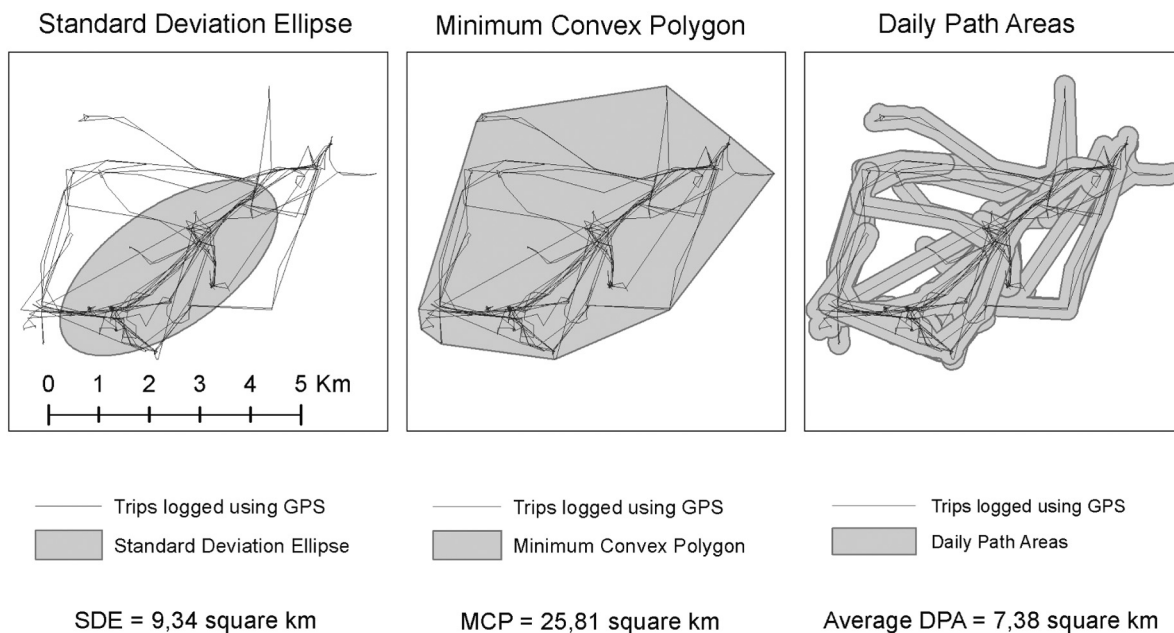 Standard Deviation Ellipse
Minimum Convex Polygon
Daily Path Areas
0 1 2 3 4 5 Km
Trips logged using GPS
Standard Deviation Ellipse
Trips logged using GPS
Minimum Convex Polygon
Trips logged using GPS
Daily Path Areas
SDE = 9,34 square km
MCP = 25,81 square km
Average DPA = 7,38 square km